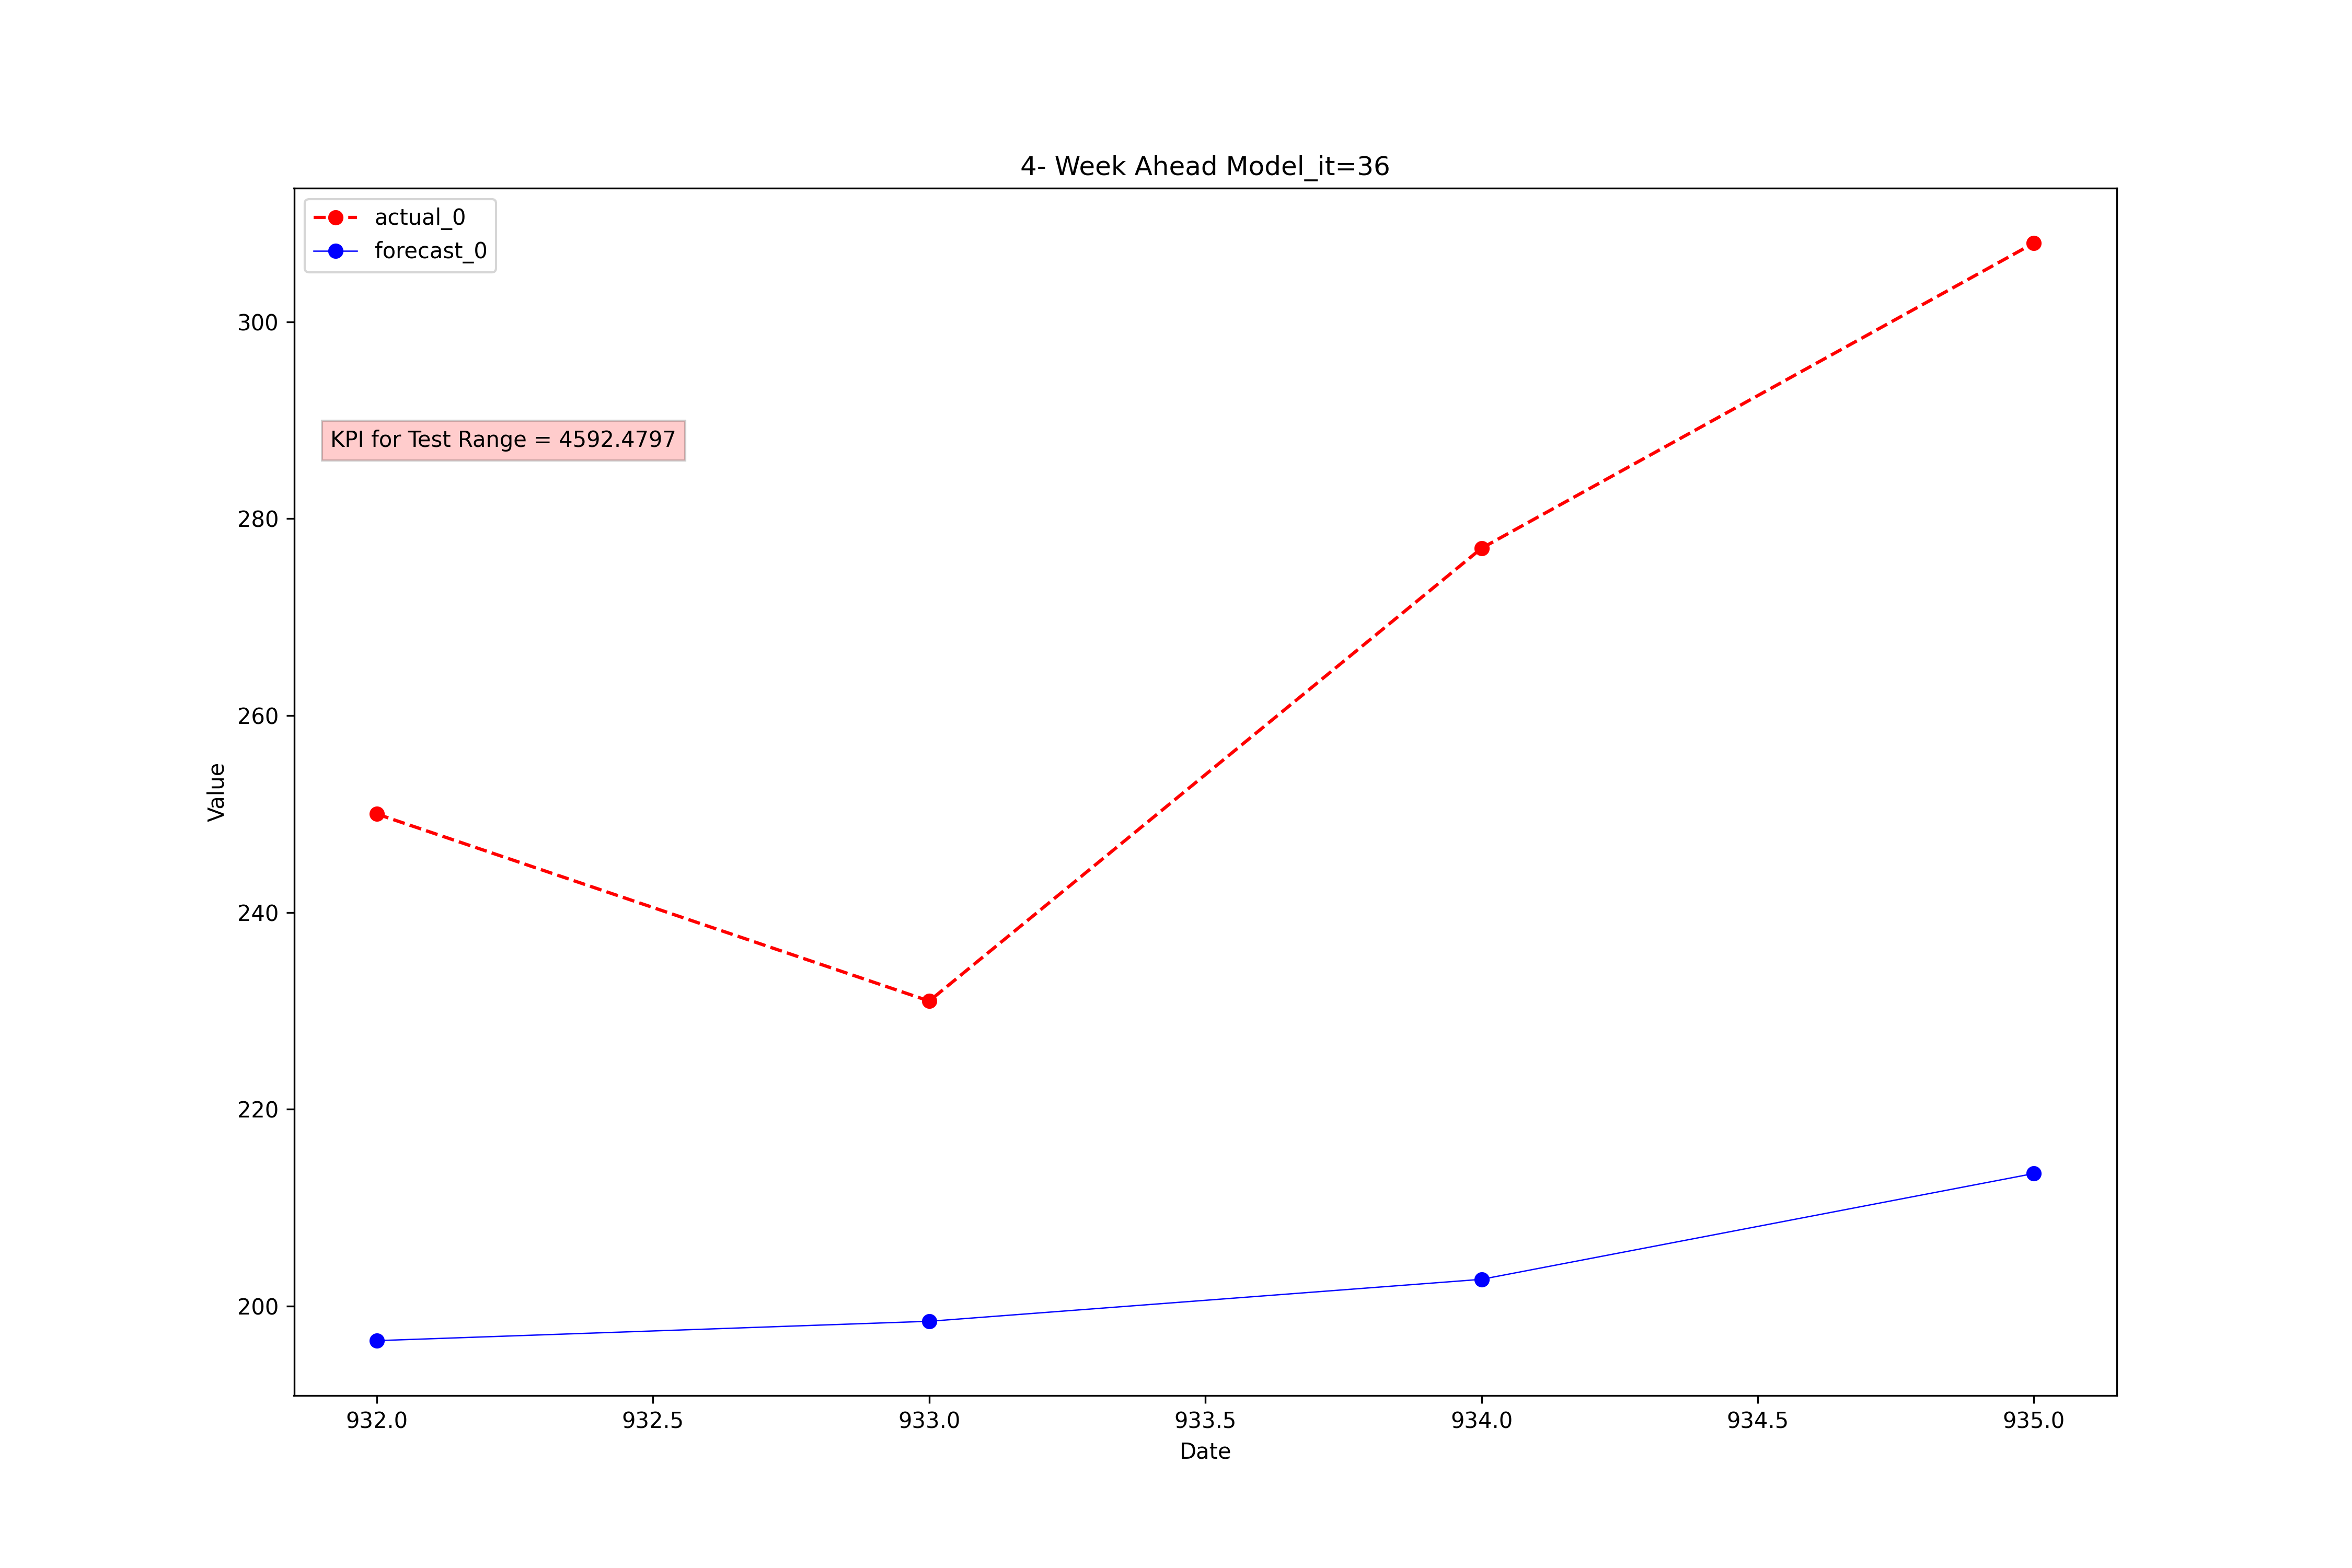 4- Week Ahead Model_it=36
actual_0
forecast_0
KPI for Test Range = 4592.4797
300
280
260
240
220
200
Value
932.0 932.5 933.0 933.5 934.0 934.5 935.0
Date